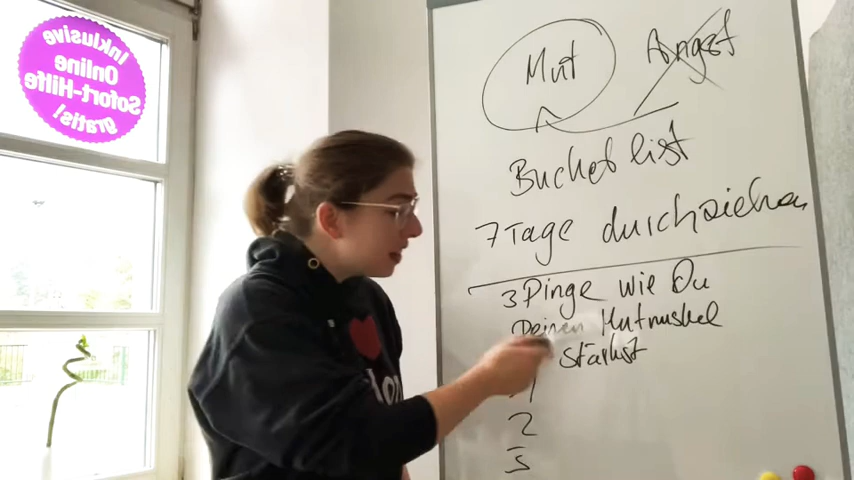 Inklusive
Online
Sofort-Hilfe
gratis!
Mut Angst
Bucket list
7 Tage durchziehen
3 Dinge wie Du
Deinen Mutmuskel
stärkst
1
2
3